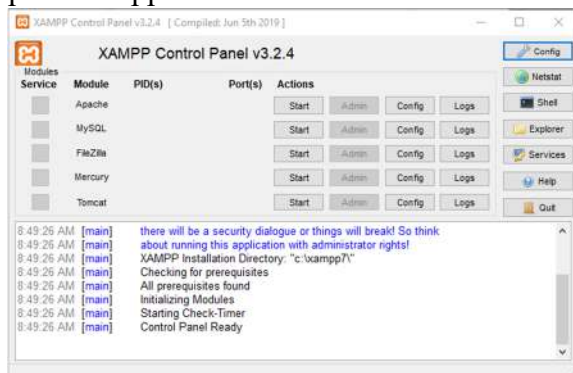 XAMPP Control Panel v3.2.4 [ Compiled: Jun 5th 2019 ]
XAMPP Control Panel v3.2.4
Config
Modules
Service Module PID(s) Port(s) Actions
Netstat
Apache Start Admin Config Logs
Shell
MySQL Start Admin Config Logs
Explorer
FileZilla Start Admin Config Logs
Services
Mercury Start Admin Config Logs
Help
Tomcat Start Admin Config Logs
Quit
8:49:26 AM [main] there will be a security dialogue or things will break! So think
8:49:26 AM [main] about running this application with administrator rights!
8:49:26 AM [main] XAMPP Installation Directory: "c:\xampp7\"
8:49:26 AM [main] Checking for prerequisites
8:49:26 AM [main] All prerequisites found
8:49:26 AM [main] Initializing Modules
8:49:26 AM [main] Starting Check-Timer
8:49:26 AM [main] Control Panel Ready